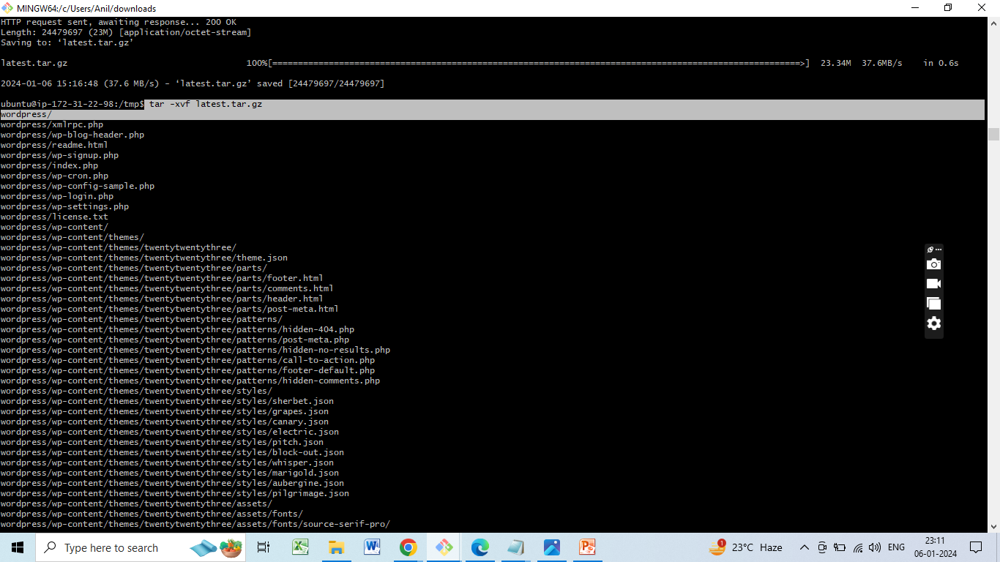 MINGW64:/c/Users/Anil/downloads
HTTP request sent, awaiting response... 200 OK
Length: 24479697 (23M) [application/octet-stream]
Saving to: ‘latest.tar.gz’
latest.tar.gz 100%[=======================================================================================================>] 23.34M 37.6MB/s in 0.6s
2024-01-06 15:16:48 (37.6 MB/s) - ‘latest.tar.gz’ saved [24479697/24479697]
ubuntu@ip-172-31-22-98:/tmp$ tar -xvf latest.tar.gz
wordpress/
wordpress/xmlrpc.php
wordpress/wp-blog-header.php
wordpress/readme.html
wordpress/wp-signup.php
wordpress/index.php
wordpress/wp-cron.php
wordpress/wp-config-sample.php
wordpress/wp-login.php
wordpress/wp-settings.php
wordpress/license.txt
wordpress/wp-content/
wordpress/wp-content/themes/
wordpress/wp-content/themes/twentytwentythree/
wordpress/wp-content/themes/twentytwentythree/theme.json
wordpress/wp-content/themes/twentytwentythree/parts/
wordpress/wp-content/themes/twentytwentythree/parts/footer.html
wordpress/wp-content/themes/twentytwentythree/parts/comments.html
wordpress/wp-content/themes/twentytwentythree/parts/header.html
wordpress/wp-content/themes/twentytwentythree/parts/post-meta.html
wordpress/wp-content/themes/twentytwentythree/patterns/
wordpress/wp-content/themes/twentytwentythree/patterns/hidden-404.php
wordpress/wp-content/themes/twentytwentythree/patterns/post-meta.php
wordpress/wp-content/themes/twentytwentythree/patterns/hidden-no-results.php
wordpress/wp-content/themes/twentytwentythree/patterns/call-to-action.php
wordpress/wp-content/themes/twentytwentythree/patterns/footer-default.php
wordpress/wp-content/themes/twentytwentythree/patterns/hidden-comments.php
wordpress/wp-content/themes/twentytwentythree/styles/
wordpress/wp-content/themes/twentytwentythree/styles/sherbet.json
wordpress/wp-content/themes/twentytwentythree/styles/grapes.json
wordpress/wp-content/themes/twentytwentythree/styles/canary.json
wordpress/wp-content/themes/twentytwentythree/styles/electric.json
wordpress/wp-content/themes/twentytwentythree/styles/pitch.json
wordpress/wp-content/themes/twentytwentythree/styles/block-out.json
wordpress/wp-content/themes/twentytwentythree/styles/whisper.json
wordpress/wp-content/themes/twentytwentythree/styles/marigold.json
wordpress/wp-content/themes/twentytwentythree/styles/aubergine.json
wordpress/wp-content/themes/twentytwentythree/styles/pilgrimage.json
wordpress/wp-content/themes/twentytwentythree/assets/
wordpress/wp-content/themes/twentytwentythree/assets/fonts/
wordpress/wp-content/themes/twentytwentythree/assets/fonts/source-serif-pro/
Type here to search
1
23°C Haze
ENG
23:11
06-01-2024